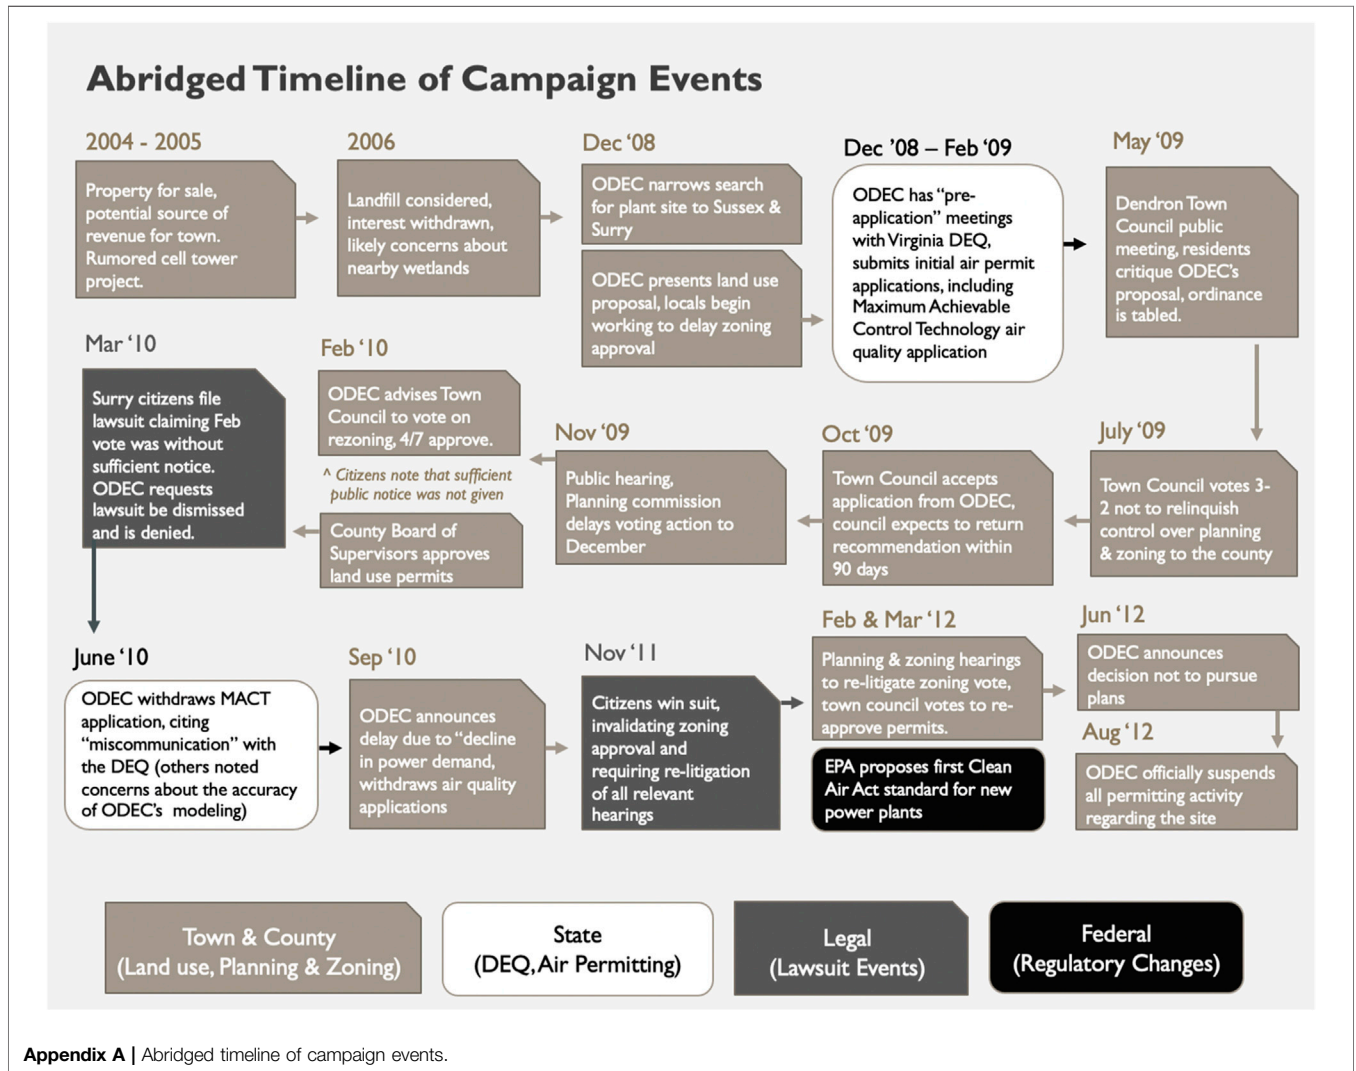 Abridged Timeline of Campaign Events
2004 - 2005
Property for sale,
potential source of
revenue for town.
Rumored cell tower
project.
2006
Landfill considered,
interest withdrawn,
likely concerns about
nearby wetlands
Dec ‘08
ODEC narrows search
for plant site to Sussex &
Surry
ODEC presents land use
proposal, locals begin
working to delay zoning
approval
Dec ’08 – Feb ‘09
ODEC has “pre-
application” meetings
with Virginia DEQ,
submits initial air permit
applications, including
Maximum Achievable
Control Technology air
quality application
May ‘09
Dendron Town
Council public
meeting, residents
critique ODEC’s
proposal, ordinance
is tabled.
July ‘09
Town Council votes 3-
2 not to relinquish
control over planning
& zoning to the county
Oct ‘09
Town Council accepts
application from ODEC,
council expects to return
recommendation within
90 days
Nov ‘09
Public hearing,
Planning commission
delays voting action to
December
Feb ‘10
ODEC advises Town
Council to vote on
rezoning, 4/7 approve.
^ Citizens note that sufficient
public notice was not given
County Board of
Supervisors approves
land use permits
Mar ‘10
Surry citizens file
lawsuit claiming Feb
vote was without
sufficient notice.
ODEC requests
lawsuit be dismissed
and is denied.
June ‘10
ODEC withdraws MACT
application, citing
“miscommunication” with
the DEQ (others noted
concerns about the accuracy
of ODEC’s modeling)
Sep ‘10
ODEC announces
delay due to “decline
in power demand,
withdraws air quality
applications
Nov ‘11
Citizens win suit,
invalidating zoning
approval and
requiring re-litigation
of all relevant
hearings
Feb & Mar ‘12
Planning & zoning hearings
to re-litigate zoning vote,
town council votes to re-
approve permits.
EPA proposes first Clean
Air Act standard for new
power plants
Jun ‘12
ODEC announces
decision not to pursue
plans
Aug ‘12
ODEC officially suspends
all permitting activity
regarding the site
Town & County
(Land use, Planning & Zoning)
State
(DEQ, Air Permitting)
Legal
(Lawsuit Events)
Federal
(Regulatory Changes)
Appendix A | Abridged timeline of campaign events.